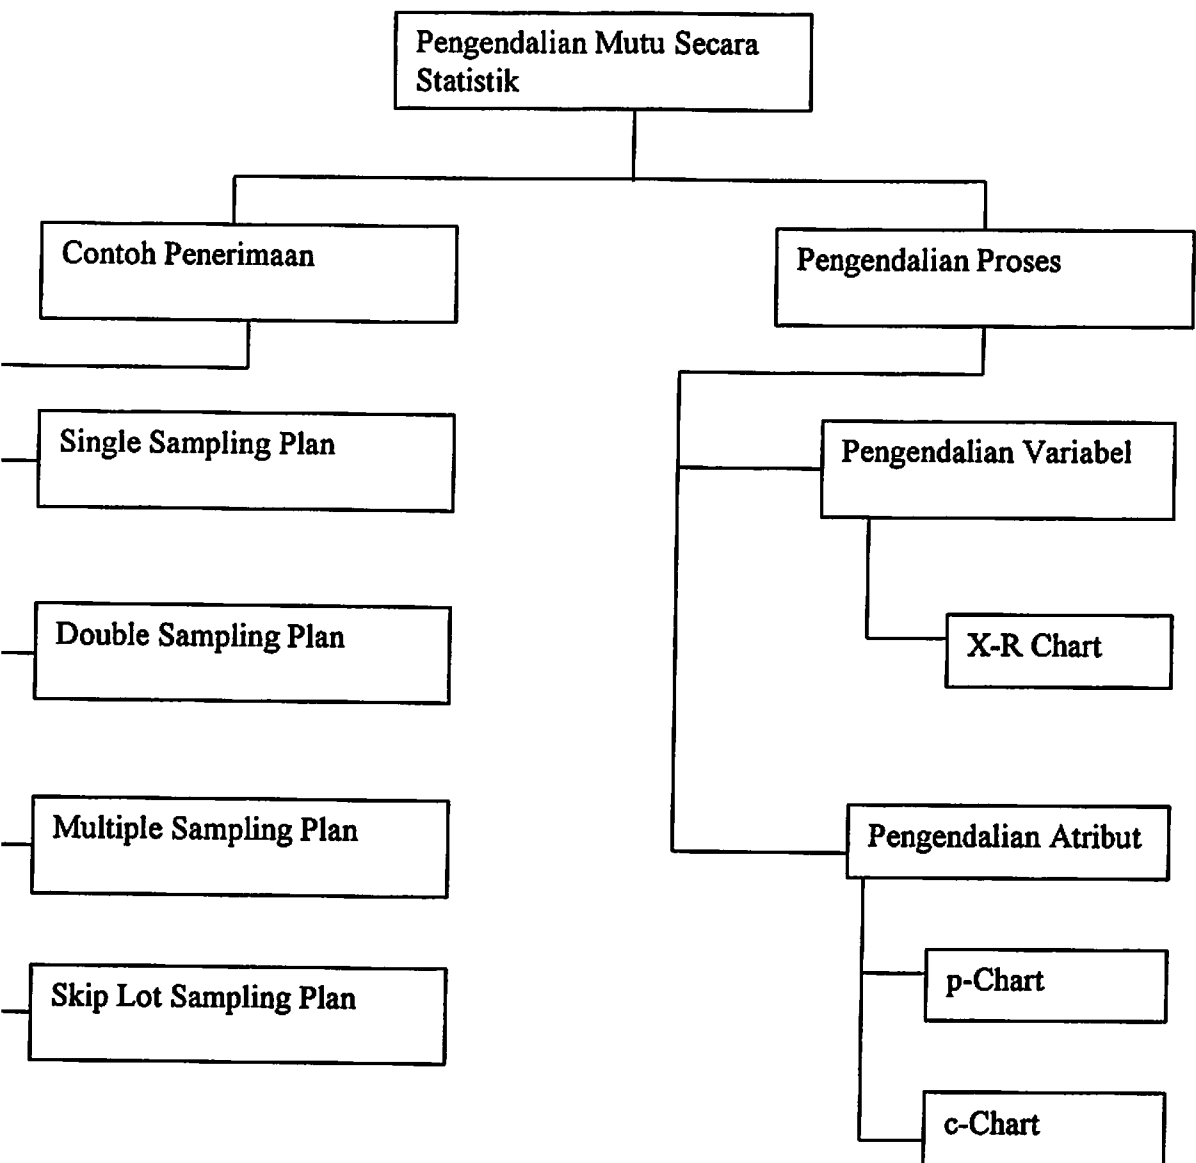 Pengendalian Mutu Secara
Statistik
Contoh Penerimaan
Pengendalian Proses
Single Sampling Plan
Pengendalian Variabel
Double Sampling Plan
X-R Chart
Multiple Sampling Plan
Pengendalian Atribut
Skip Lot Sampling Plan
p-Chart
c-Chart